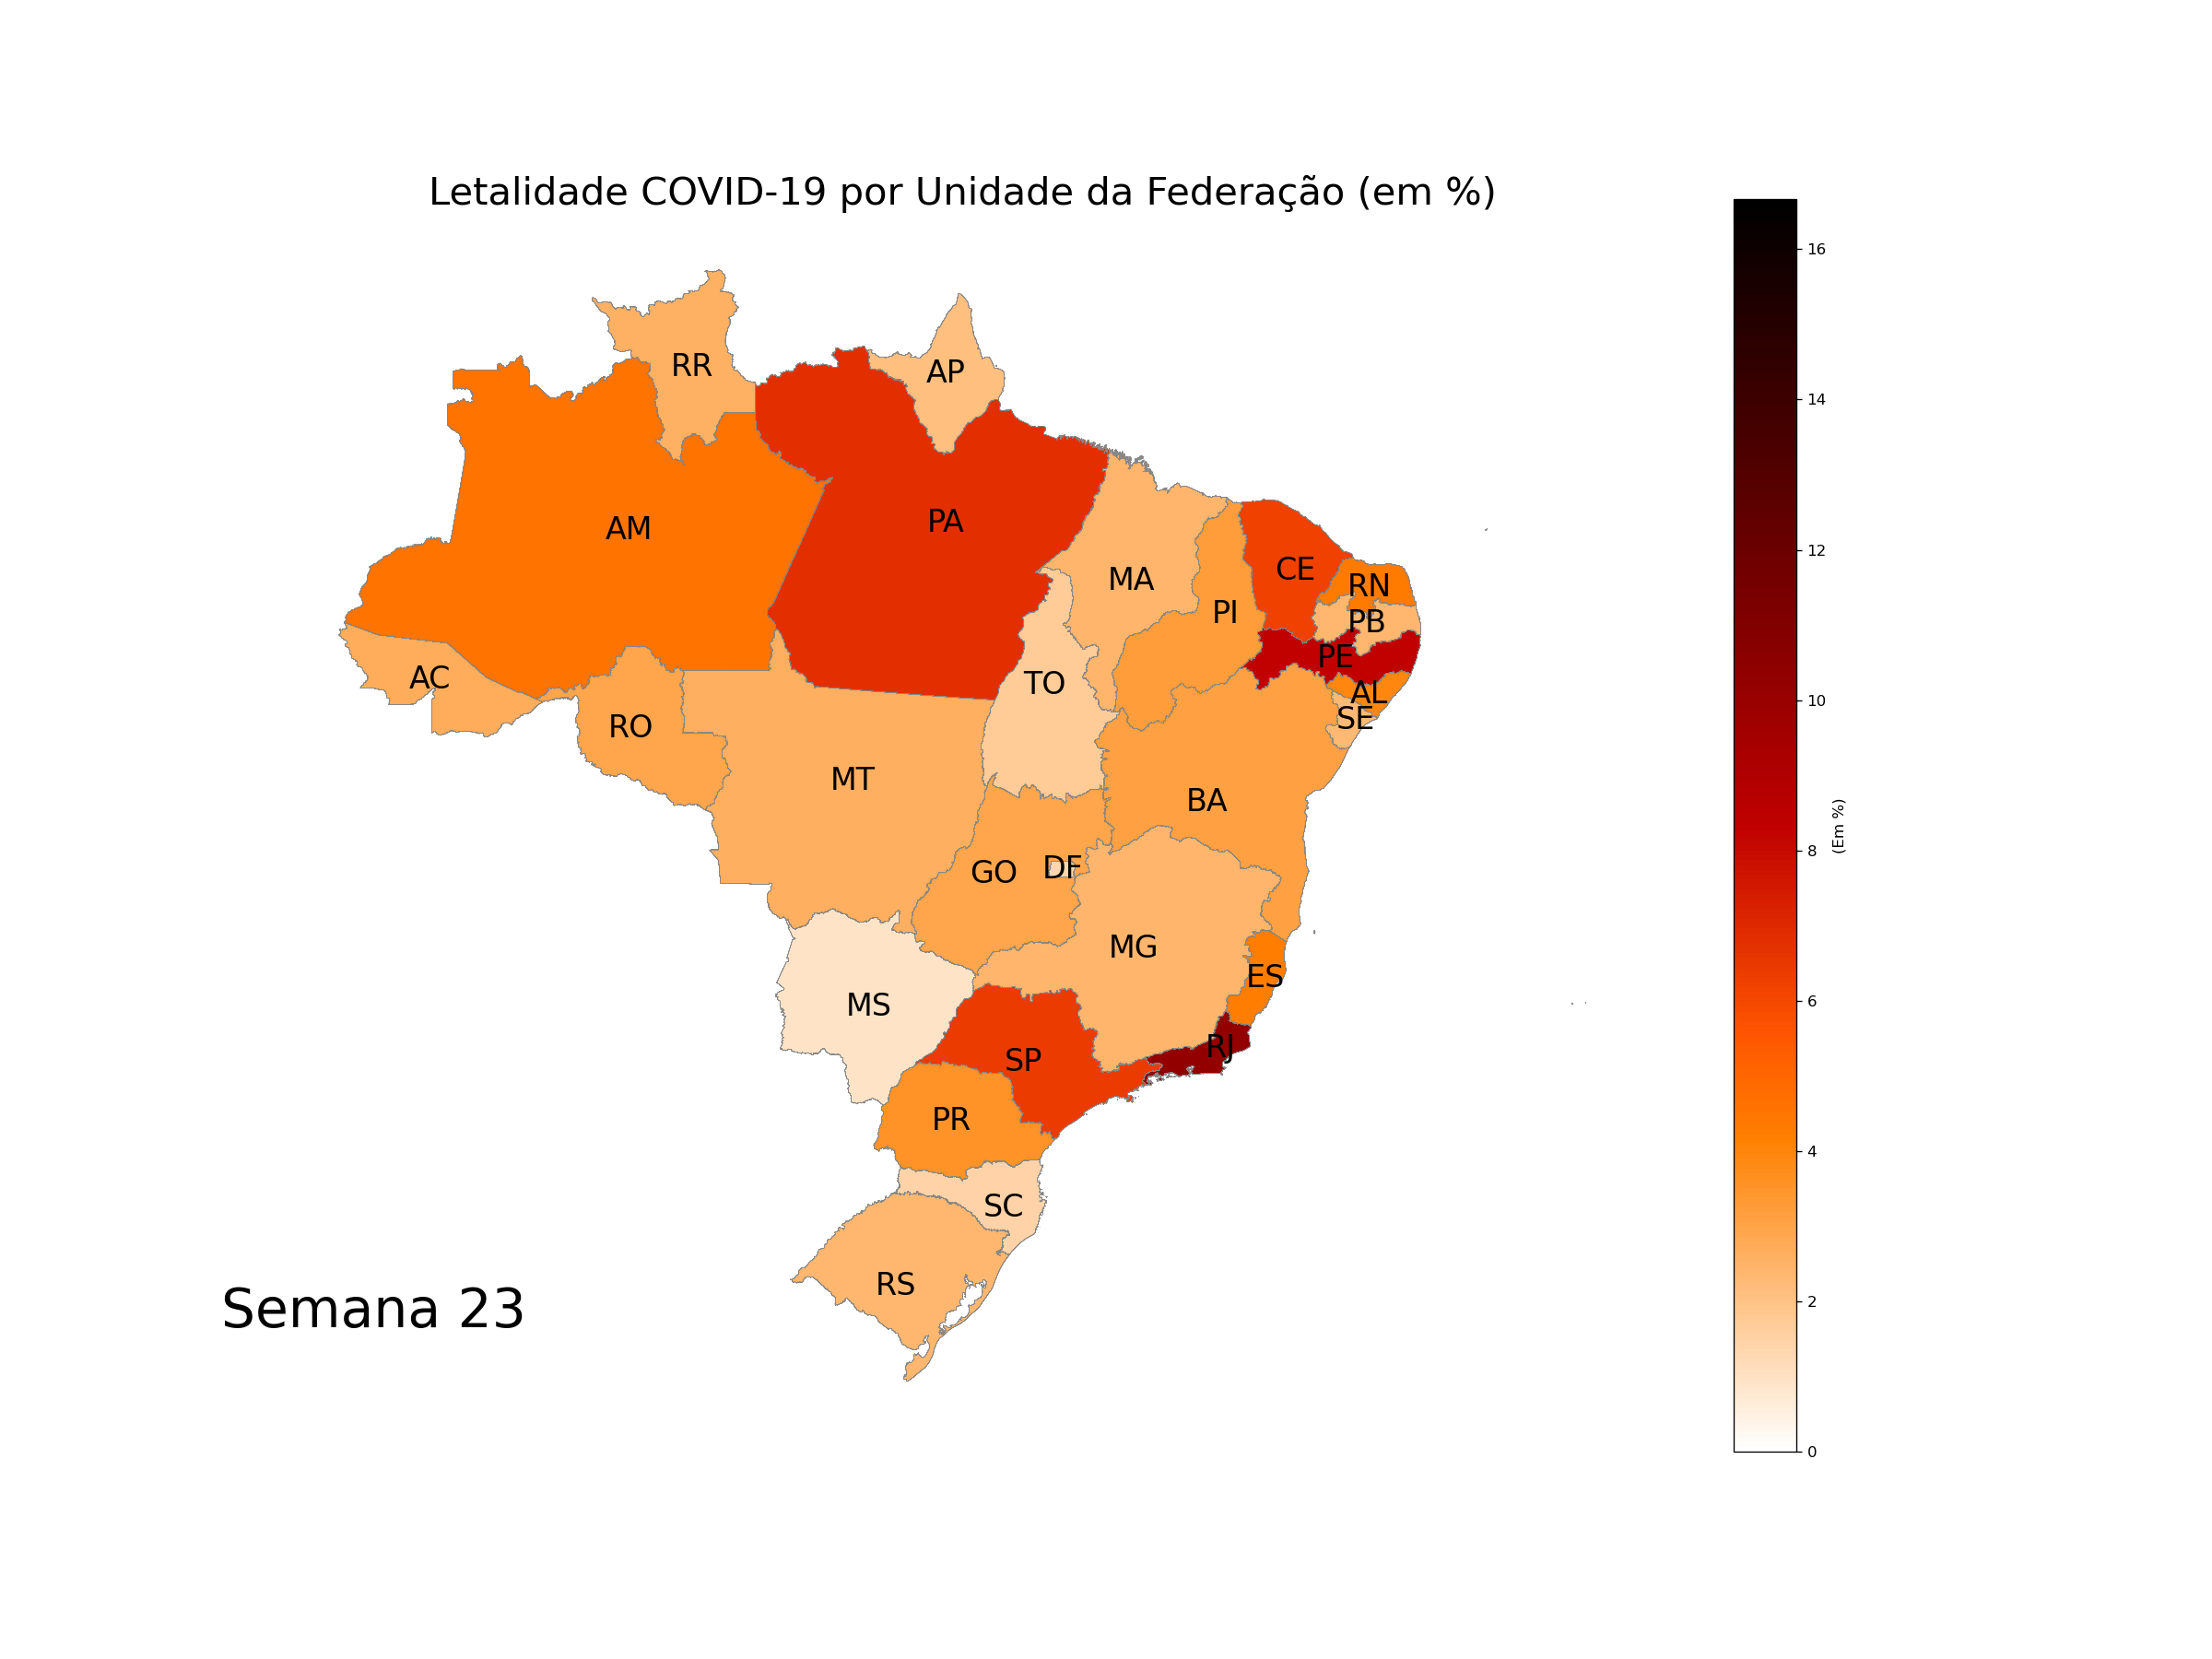 Letalidade COVID-19 por Unidade da Federação (em %)
RR
AP
AM
PA
MA
CE
RN
PI
PB
PE
AC
TO
AL
SE
RO
MT
BA
GO
DF
MG
ES
MS
RJ
SP
PR
SC
RS
Semana 23
16
14
12
10
8
6
4
2
0
(Em %)